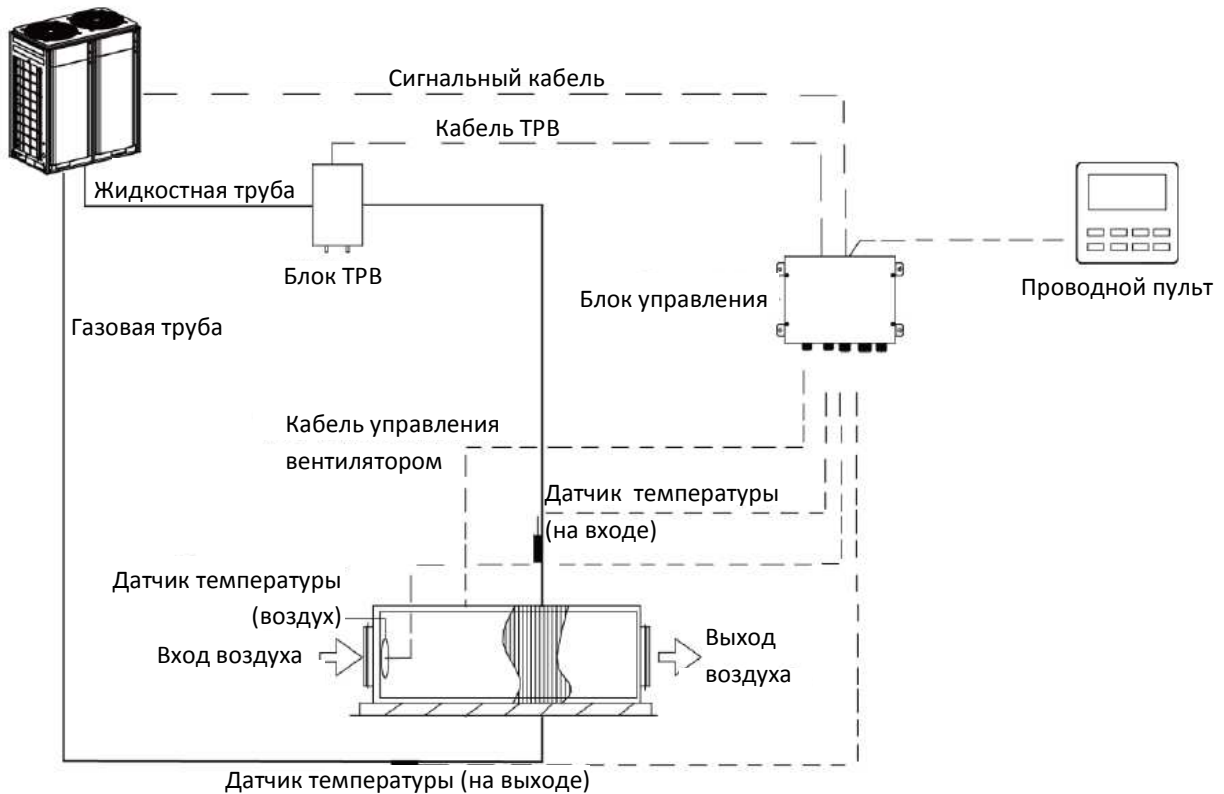 Сигнальный кабель
Кабель ТРВ
Жидкостная труба
Блок ТРВ
Блок управления
Проводной пульт
Газовая труба
Кабель управления
вентилятором
Датчик температуры
(на входе)
Датчик температуры
(воздух)
Вход воздуха
Выход
воздуха
Датчик температуры (на выходе)